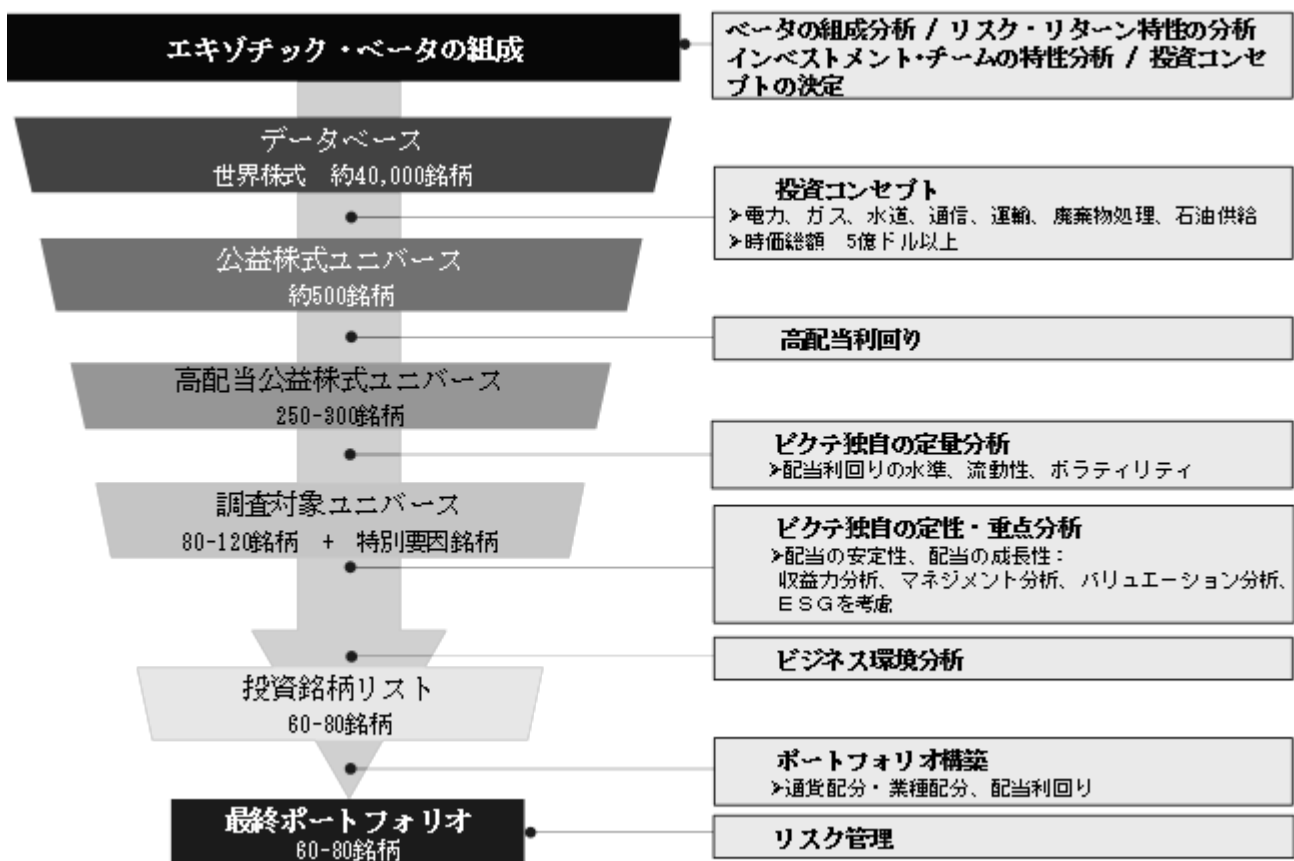 エキゾチック・ベータの組成
ベータの組成分析 / リスク・リターン特性の分析
インベストメント・チームの特性分析 / 投資コンセ
プトの決定
データベース
世界株式 約40,000銘柄
投資コンセプト
➢電力、ガス、水道、通信、運輸、廃棄物処理、石油供給
➢時価総額 5億ドル以上
公益株式ユニバース
約500銘柄
高配当利回り
高配当公益株式ユニバース
250-300銘柄
ピクテ独自の定量分析
➢配当利回りの水準、流動性、ボラティリティ
調査対象ユニバース
80-120銘柄 + 特別要因銘柄
ピクテ独自の定性・重点分析
➢配当の安定性、配当の成長性：
収益力分析、マネジメント分析、バリュエーション分析、
ＥＳＧを考慮
ビジネス環境分析
投資銘柄リスト
60-80銘柄
ポートフォリオ構築
➢通貨配分・業種配分、配当利回り
最終ポートフォリオ
60-80銘柄
リスク管理